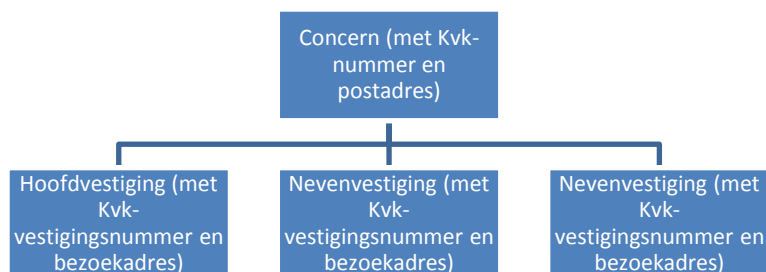 Concern (met Kvk-
nummer en
postadres)
Hoofdvestiging (met
Kvk-
vestigingsnummer en
bezoekadres)
Nevenvestiging (met
Kvk-
vestigingsnummer en
bezoekadres)
Nevenvestiging (met
Kvk-
vestigingsnummer en
bezoekadres)